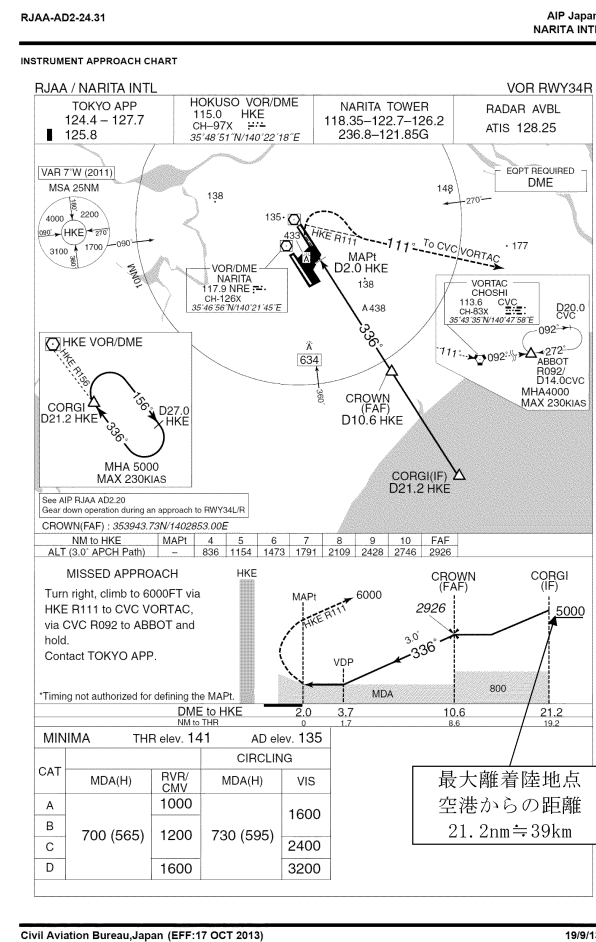 RJAA-AD2-24.31
AIP Japan
NARITA INTL
INSTRUMENT APPROACH CHART
RJAA / NARITA INTL
VOR RWY34R
TOKYO APP
124.4 – 127.7
125.8
HOKUSO VOR/DME
115.0 HKE
CH–97X
35°48′51″N/140°22′18″E
NARITA TOWER
118.35–122.7–126.2
236.8–121.85G
RADAR AVBL
ATIS 128.25
VAR 7°W (2011)
MSA 25NM
180°
4000
2200
090°
HKE
270°
3100
1700
360°
090°
10NM
138
148
270°
EQPT REQUIRED
DME
135
433
HKE R111
111°
To CVC VORTAC
177
MAPt
D2.0 HKE
138
438
VOR/DME
NARITA
117.9 NRE
CH-126X
35°46′56″N/140°21′45″E
VORTAC
CHOSHI
113.6 CVC
CH-83X
35°43′35″N/140°47′58″E
D20.0
CVC
092°
272°
111°
092°
ABBOT
R092/
D14.0CVC
MHA4000
MAX 230KIAS
336°
634
360°
CROWN
(FAF)
D10.6 HKE
CORGI(IF)
D21.2 HKE
HKE VOR/DME
HKE R156
CORGI
D21.2 HKE
156°
336°
D27.0
HKE
MHA 5000
MAX 230KIAS
See AIP RJAA AD2.20
Gear down operation during an approach to RWY34L/R
CROWN(FAF) : 353943.73N/1402853.00E
NM to HKE MAPt 4 5 6 7 8 9 10 FAF
ALT (3.0° APCH Path) – 836 1154 1473 1791 2109 2428 2746 2926
MISSED APPROACH
Turn right, climb to 6000FT via
HKE R111 to CVC VORTAC,
via CVC R092 to ABBOT and
hold.
Contact TOKYO APP.
*Timing not authorized for defining the MAPt.
HKE
MAPt
6000
HKE R111
VDP
CROWN
(FAF)
2926
3.0°
336°
CORGI
(IF)
5000
MDA
800
DME to HKE 2.0 3.7 10.6 21.2
NM to THR 0 1.7 8.6 19.2
MINIMA THR elev. 141 AD elev. 135
CAT
CIRCLING
MDA(H)
RVR/
CMV
MDA(H)
VIS
A
B
C
D
700 (565)
1000
1200
1600
730 (595)
1600
2400
3200
最大離着陸地点
空港からの距離
21.2nm≒39km
Civil Aviation Bureau,Japan (EFF:17 OCT 2013)
19/9/1